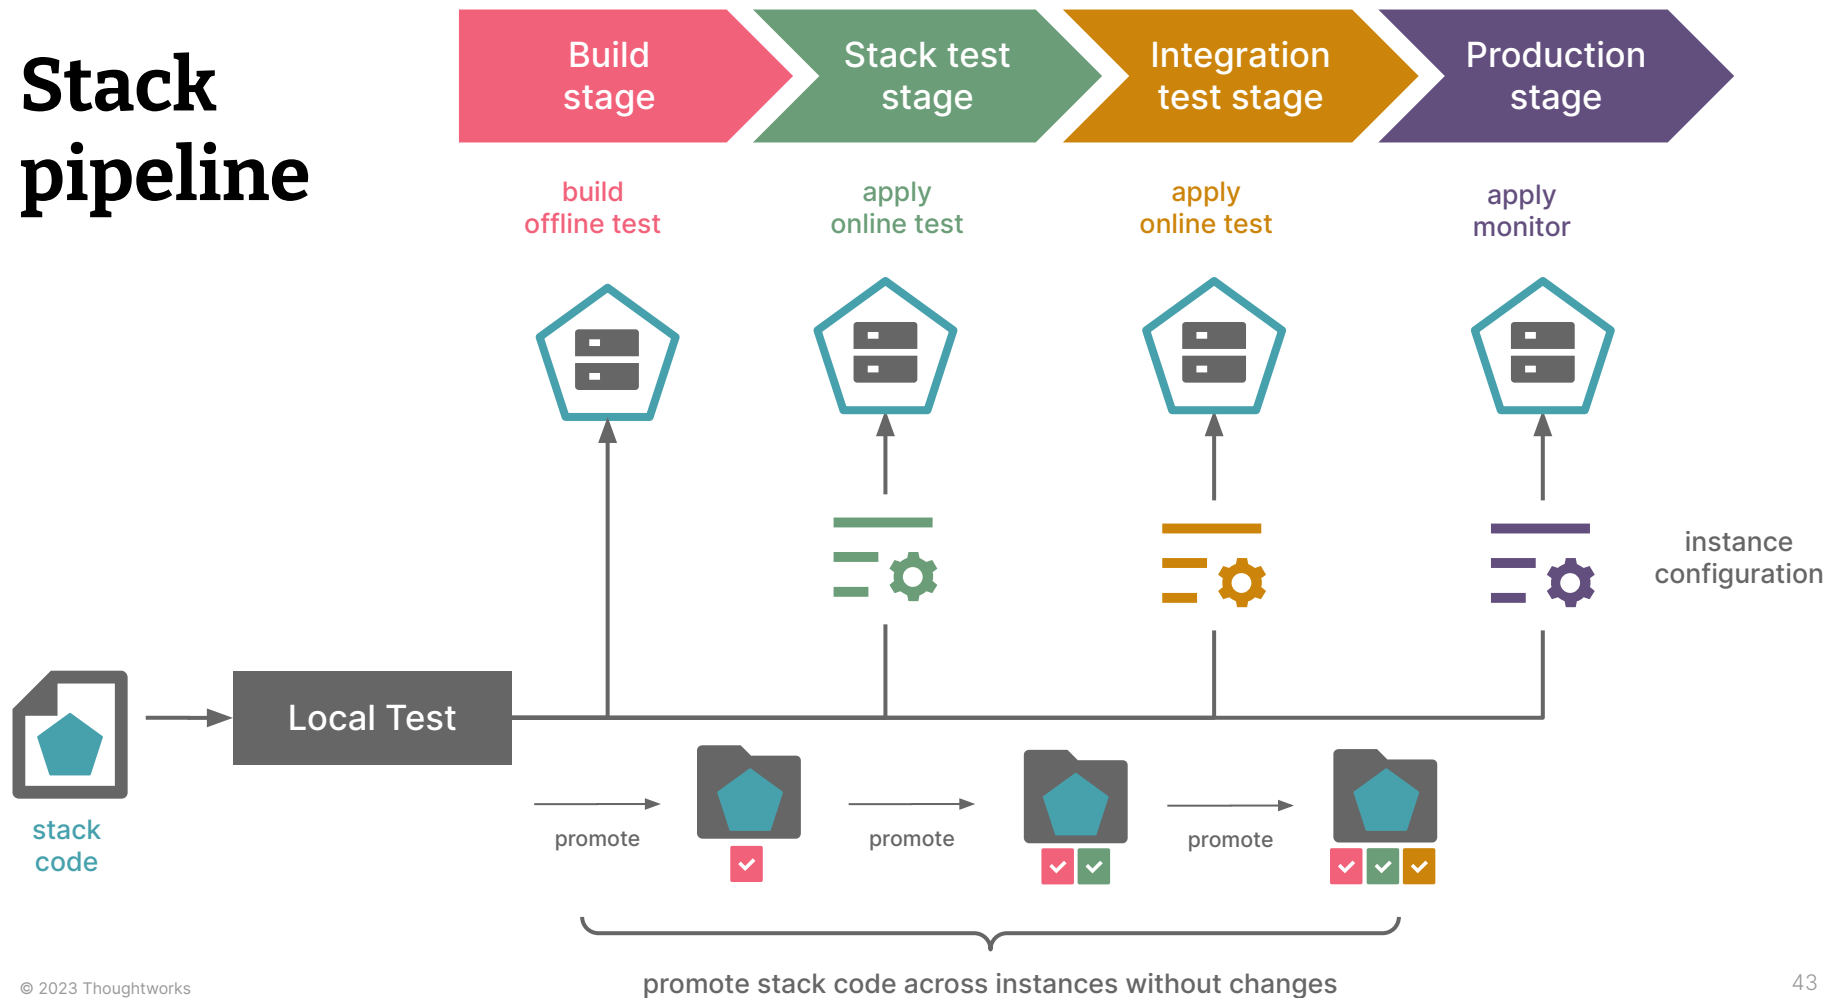 Stack
pipeline
Build
stage
Stack test
stage
Integration
test stage
Production
stage
build
offline test
apply
online test
apply
online test
apply
monitor
instance
configuration
Local Test
stack
code
promote
promote
promote
promote stack code across instances without changes
© 2023 Thoughtworks
43